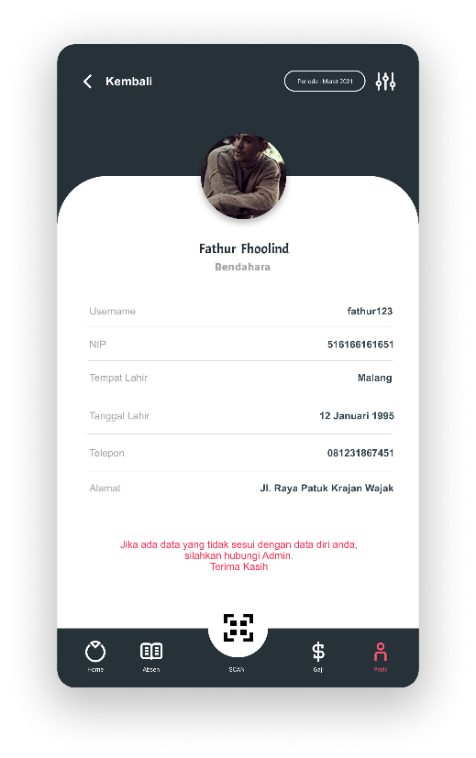 Kembali
Periode : Maret 2021
Fathur Fhoolind
Bendahara
Username fathur123
NIP 516166161651
Tempat Lahir Malang
Tanggal Lahir 12 Januari 1995
Telepon 081231867451
Alamat Jl. Raya Patuk Krajan Wajak
Jika ada data yang tidak sesui dengan data diri anda,
silahkan hubungi Admin.
Terima Kasih
Home Absen SCAN Gaji Profil